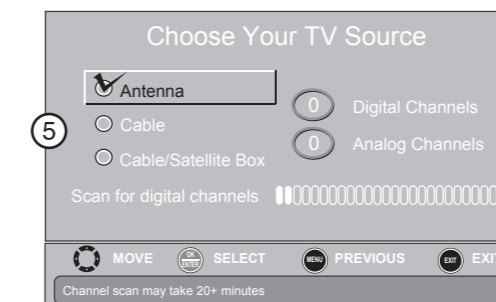 Choose Your TV Source
5
Antenna
Cable
Cable/Satellite Box
0 Digital Channels
0 Analog Channels
Scan for digital channels
MOVE OK ENTER SELECT MENU PREVIOUS EXIT EXIT
Channel scan may take 20+ minutes